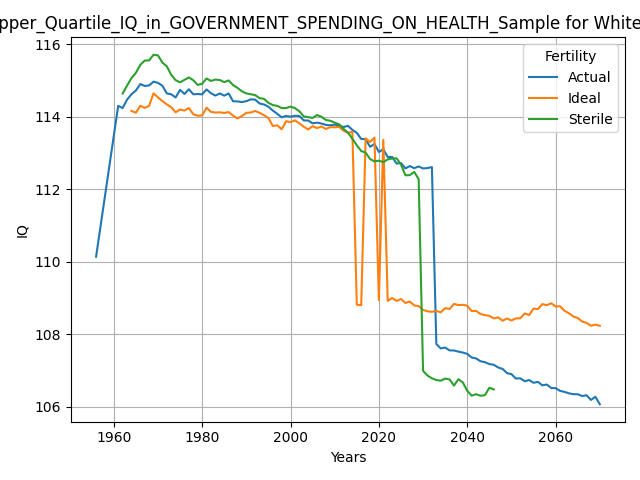 pper_Quartile_IQ_in_GOVERNMENT_SPENDING_ON_HEALTH_Sample for White
116
114
112
110
108
106
IQ
Fertility
Actual
Ideal
Sterile
1960
1980
2000
2020
2040
2060
Years